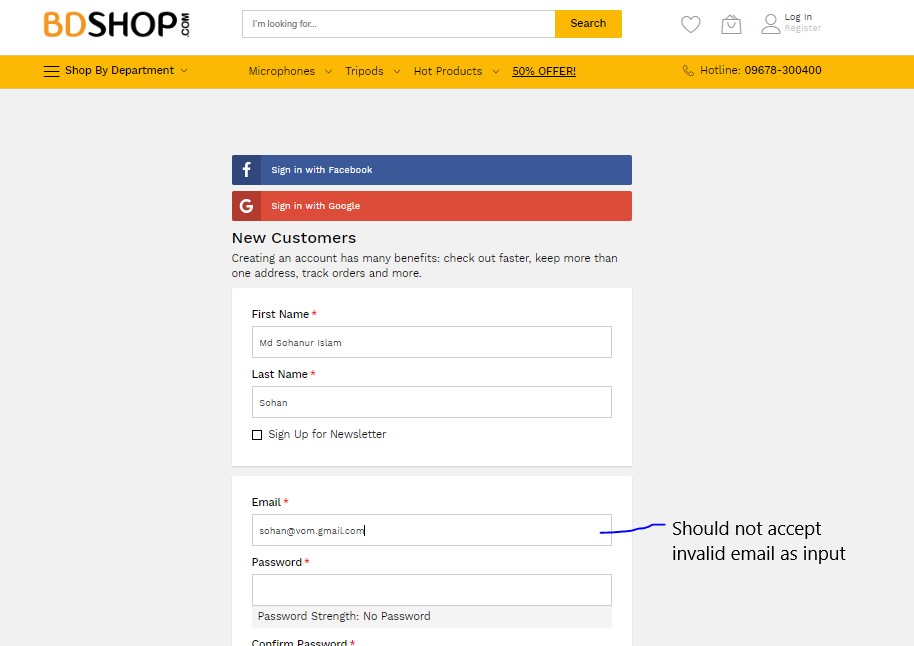 BDSHOP.COM
I'm looking for...
Search
Log In
Register
Shop By Department
Microphones
Tripods
Hot Products
50% OFFER!
Hotline: 09678-300400
f
Sign in with Facebook
G
Sign in with Google
New Customers
Creating an account has many benefits: check out faster, keep more than
one address, track orders and more.
First Name *
Md Sohanur Islam
Last Name *
Sohan
Sign Up for Newsletter
Email *
sohan@vom.gmail.com
Should not accept
invalid email as input
Password *
Password Strength: No Password
Confirm Password *